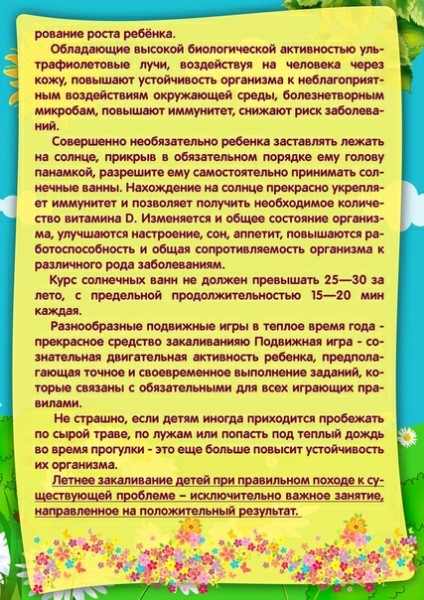 рование роста ребёнка.
Обладающие высокой биологической активностью уль-
трафиолетовые лучи, воздействуя на человека через
кожу, повышают устойчивость организма к неблагоприят-
ным воздействиям окружающей среды, болезнетворным
микробам, повышают иммунитет, снижают риск заболева-
ний.
Совершенно необязательно ребенка заставлять лежать
на солнце, прикрыв в обязательном порядке ему голову
панамкой, разрешите ему самостоятельно принимать сол-
нечные ванны. Нахождение на солнце прекрасно укрепля-
ет иммунитет и позволяет получить необходимое количе-
ство витамина D. Изменяется и общее состояние организ-
ма, улучшаются настроение, сон, аппетит, повышаются ра-
ботоспособность и общая сопротивляемость организма к
различного рода заболеваниям.
Курс солнечных ванн не должен превышать 25—30 за
лето, с предельной продолжительностью 15—20 мин
каждая.
Разнообразные подвижные игры в теплое время года -
прекрасное средство закаливаниюю Подвижная игра - со-
знательная двигательная активность ребенка, предпола-
гающая точное и своевременное выполнение заданий, ко-
торые связаны с обязательными для всех играющих пра-
вилами.
Не страшно, если детям иногда приходится пробежать
по сырой траве, по лужам или попасть под теплый дождь
во время прогулки - это еще больше повысит устойчивость
их организма.
Летнее закаливание детей при правильном походе к су-
ществующей проблеме – исключительно важное занятие,
направленное на положительный результат.